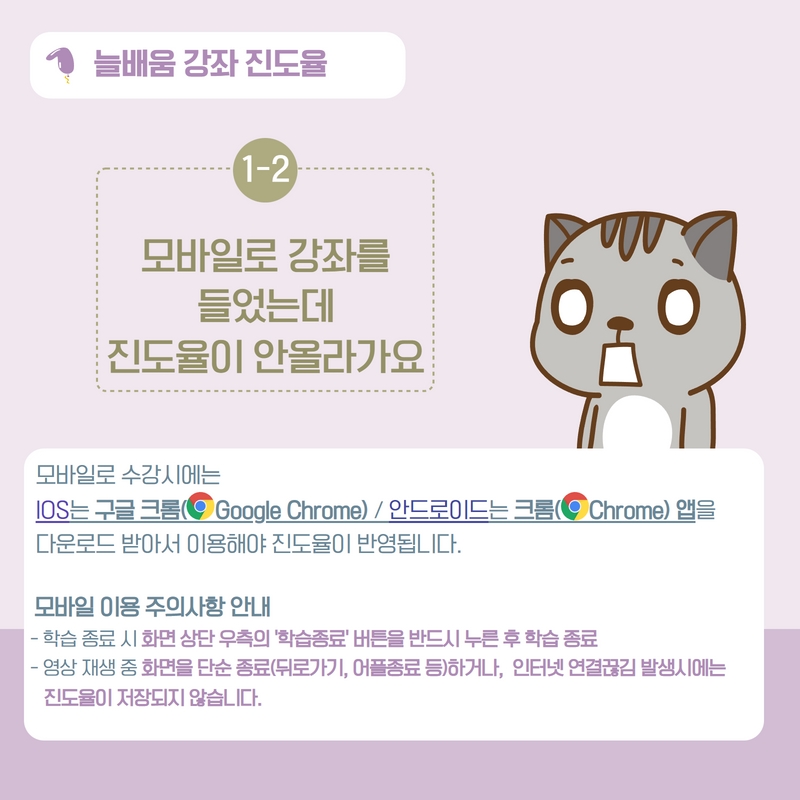 늘배움 강좌 진도율
1-2
모바일로 강좌를
들었는데
진도율이 안올라가요
모바일로 수강시에는
IOS는 구글 크롬(Google Chrome) / 안드로이드는 크롬(Chrome) 앱을
다운로드 받아서 이용해야 진도율이 반영됩니다.
모바일 이용 주의사항 안내
- 학습 종료 시 화면 상단 우측의 '학습종료' 버튼을 반드시 누른 후 학습 종료
- 영상 재생 중 화면을 단순 종료(뒤로가기, 어플종료 등)하거나, 인터넷 연결끊김 발생시에는
진도율이 저장되지 않습니다.